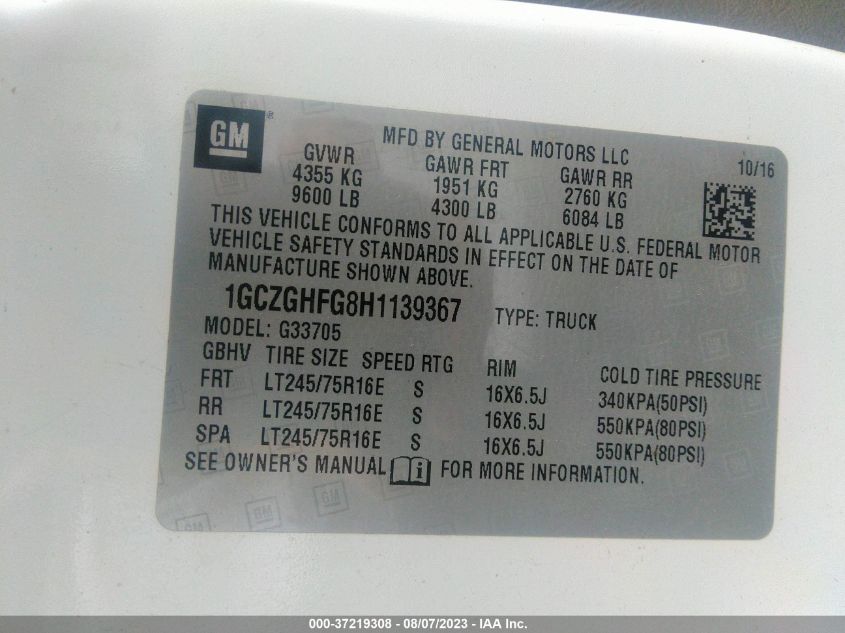 GM ®
MFD BY GENERAL MOTORS LLC
10/16
GVWR GAWR FRT GAWR RR
4355 KG 1951 KG 2760 KG
9600 LB 4300 LB 6084 LB
THIS VEHICLE CONFORMS TO ALL APPLICABLE U.S. FEDERAL MOTOR
VEHICLE SAFETY STANDARDS IN EFFECT ON THE DATE OF
MANUFACTURE SHOWN ABOVE.
1GCZGHFG8H1139367 TYPE: TRUCK
MODEL: G33705
GBHV TIRE SIZE SPEED RTG RIM COLD TIRE PRESSURE
FRT LT245/75R16E S 16X6.5J 340KPA(50PSI)
RR LT245/75R16E S 16X6.5J 550KPA(80PSI)
SPA LT245/75R16E S 16X6.5J 550KPA(80PSI)
SEE OWNER'S MANUAL i FOR MORE INFORMATION.
000-37219308 - 08/07/2023 - IAA Inc.